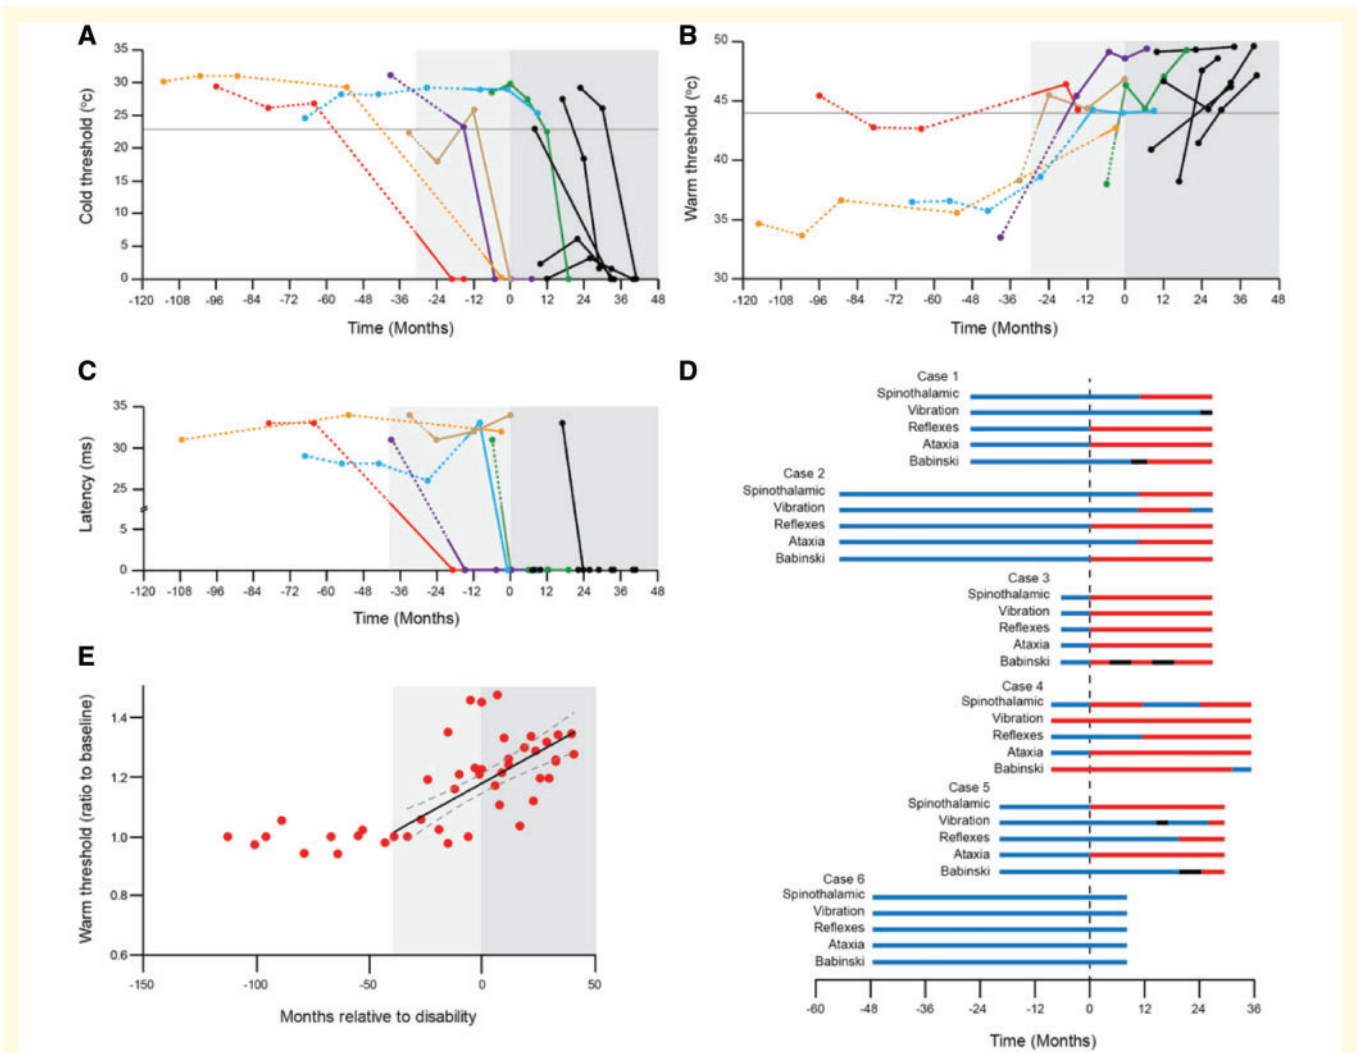 A
Cold threshold (°c)
35
30
25
20
15
10
5
0
-120 -108 -96 -84 -72 -60 -48 -36 -24 -12 0 12 24 36 48
Time (Months)
B
Warm threshold (°c)
50
45
40
35
30
-120 -108 -96 -84 -72 -60 -48 -36 -24 -12 0 12 24 36 48
Time (Months)
C
Latency (ms)
35
30
25
5
0
-120 -108 -96 -84 -72 -60 -48 -36 -24 -12 0 12 24 36 48
Time (Months)
D
Case 1
Spinothalamic
Vibration
Reflexes
Ataxia
Babinski
Case 2
Spinothalamic
Vibration
Reflexes
Ataxia
Babinski
Case 3
Spinothalamic
Vibration
Reflexes
Ataxia
Babinski
Case 4
Spinothalamic
Vibration
Reflexes
Ataxia
Babinski
Case 5
Spinothalamic
Vibration
Reflexes
Ataxia
Babinski
Case 6
Spinothalamic
Vibration
Reflexes
Ataxia
Babinski
-60 -48 -36 -24 -12 0 12 24 36
Time (Months)
E
Warm threshold (ratio to baseline)
1.4
1.2
1.0
0.8
0.6
-150 -100 -50 0 50
Months relative to disability